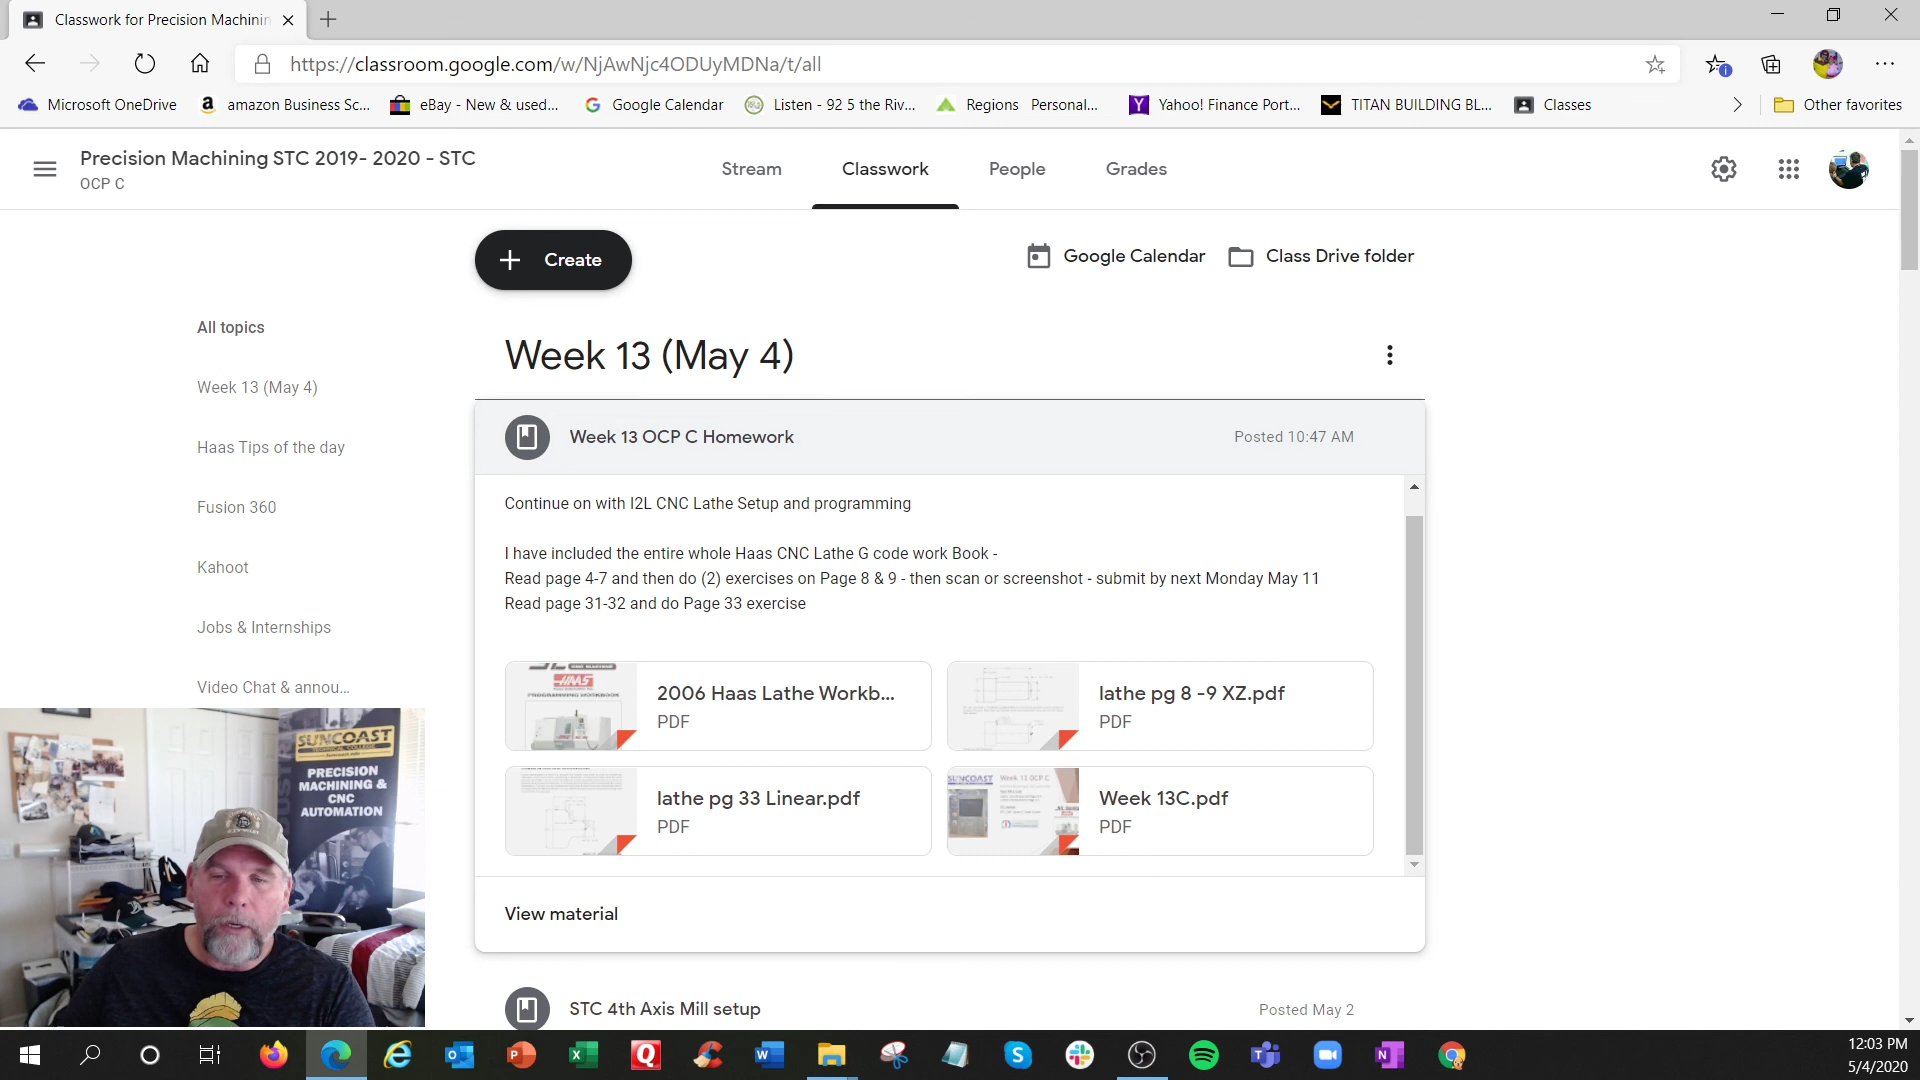 Classwork for Precision Machinin
https://classroom.google.com/w/NjAwNjc4ODUyMDNa/t/all
Microsoft OneDrive
amazon Business Sc...
eBay - New & used...
Google Calendar
Listen - 92 5 the Riv...
Regions Personal...
Yahoo! Finance Port...
TITAN BUILDING BL...
Classes
Other favorites
Precision Machining STC 2019- 2020 - STC
OCP C
Stream
Classwork
People
Grades
Create
Google Calendar
Class Drive folder
All topics
Week 13 (May 4)
Haas Tips of the day
Fusion 360
Kahoot
Jobs & Internships
Video Chat & annou...
Week 13 (May 4)
Week 13 OCP C Homework
Posted 10:47 AM
Continue on with I2L CNC Lathe Setup and programming
I have included the entire whole Haas CNC Lathe G code work Book -
Read page 4-7 and then do (2) exercises on Page 8 & 9 - then scan or screenshot - submit by next Monday May 11
Read page 31-32 and do Page 33 exercise
HAAS
PROGRAMMING WORKBOOK
2006 Haas Lathe Workb...
PDF
lathe pg 8 -9 XZ.pdf
PDF
lathe pg 33 Linear.pdf
PDF
SUNCOAST
Week 13 OCP C
Week 13C.pdf
PDF
View material
STC 4th Axis Mill setup
Posted May 2
SUNCOAST
TECHNICAL COLLEGE
PRECISION
MACHINING &
CNC
AUTOMATION
12:03 PM
5/4/2020